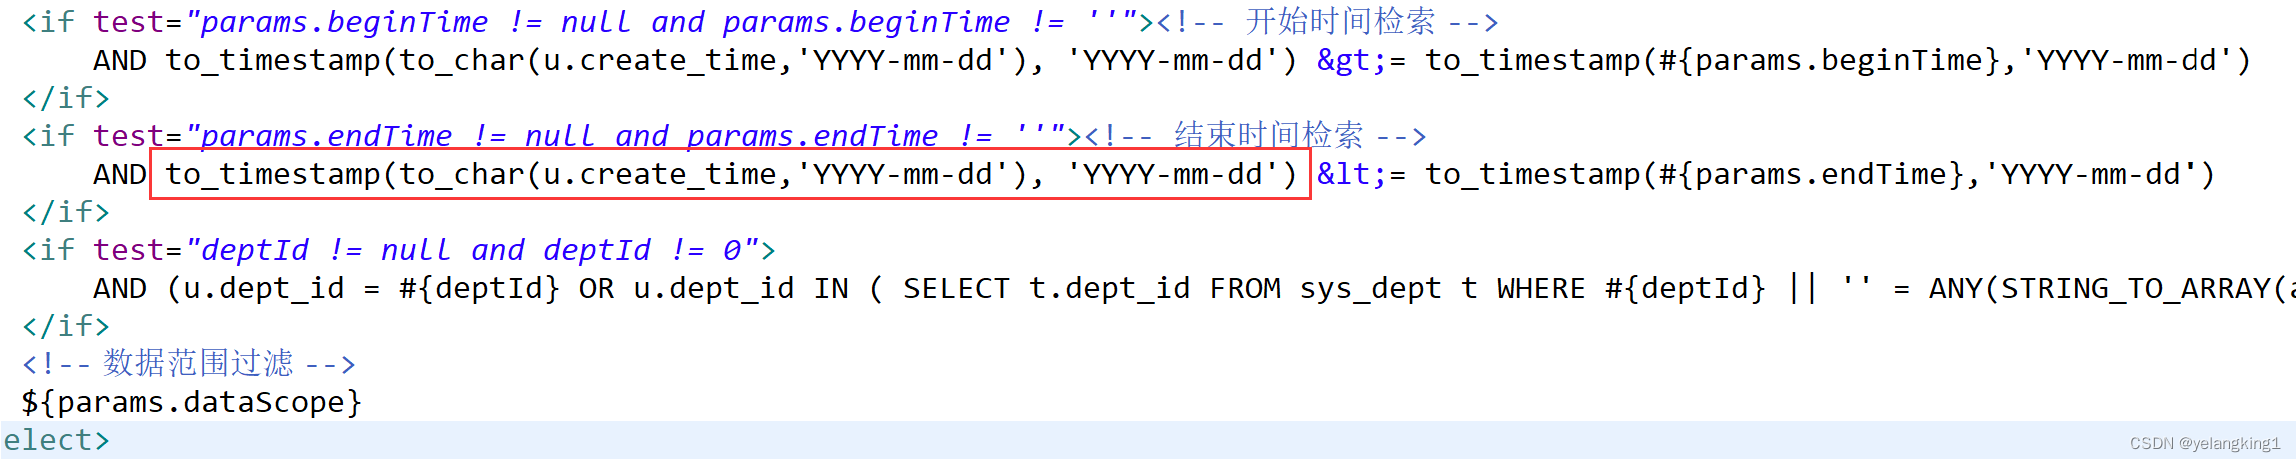 <if test="params.beginTime != null and params.beginTime != ''"><!-- 开始时间检索 -->
AND to_timestamp(to_char(u.create_time,'YYYY-mm-dd'), 'YYYY-mm-dd') &gt;= to_timestamp(#{params.beginTime},'YYYY-mm-dd')
</if>
<if test="params.endTime != null and params.endTime != ''"><!-- 结束时间检索 -->
AND to_timestamp(to_char(u.create_time,'YYYY-mm-dd'), 'YYYY-mm-dd') &lt;= to_timestamp(#{params.endTime},'YYYY-mm-dd')
</if>
<if test="deptId != null and deptId != 0">
AND (u.dept_id = #{deptId} OR u.dept_id IN ( SELECT t.dept_id FROM sys_dept t WHERE #{deptId} || '' = ANY(STRING_TO_ARRAY(
</if>
<!-- 数据范围过滤 -->
${params.dataScope}
elect>
CSDN @yelangking1